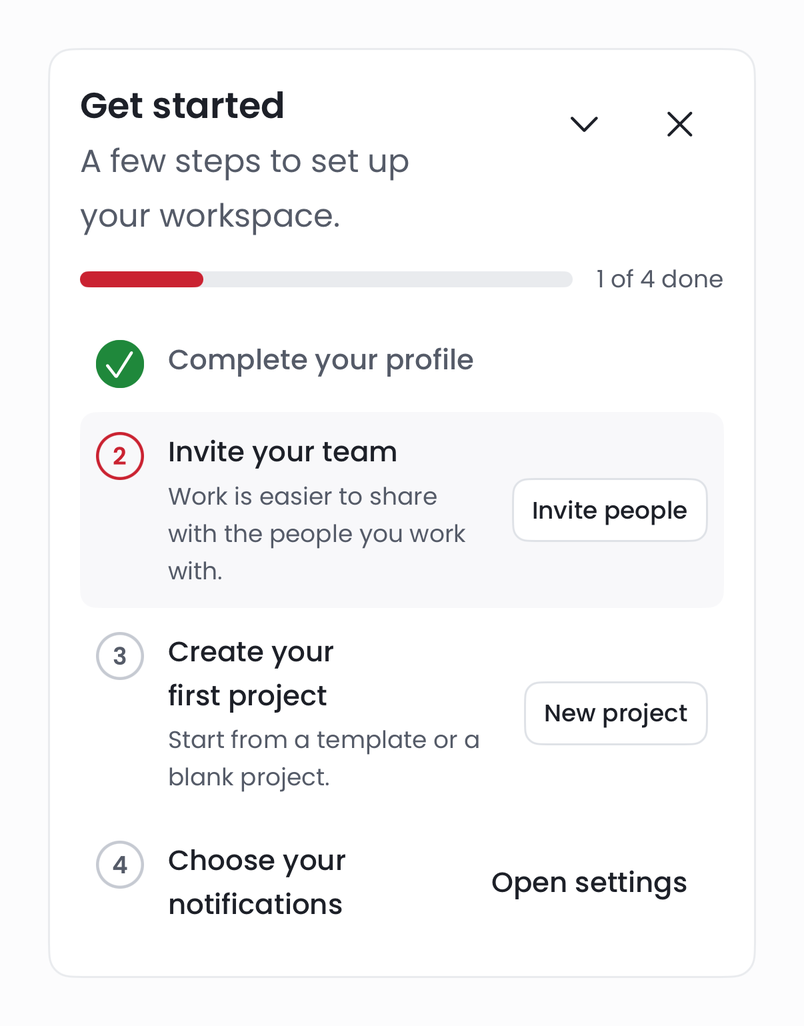 Get started
A few steps to set up
your workspace.
1 of 4 done
Complete your profile
2
Invite your team
Work is easier to share
with the people you work
with.
Invite people
3
Create your
first project
Start from a template or a
blank project.
New project
4
Choose your
notifications
Open settings